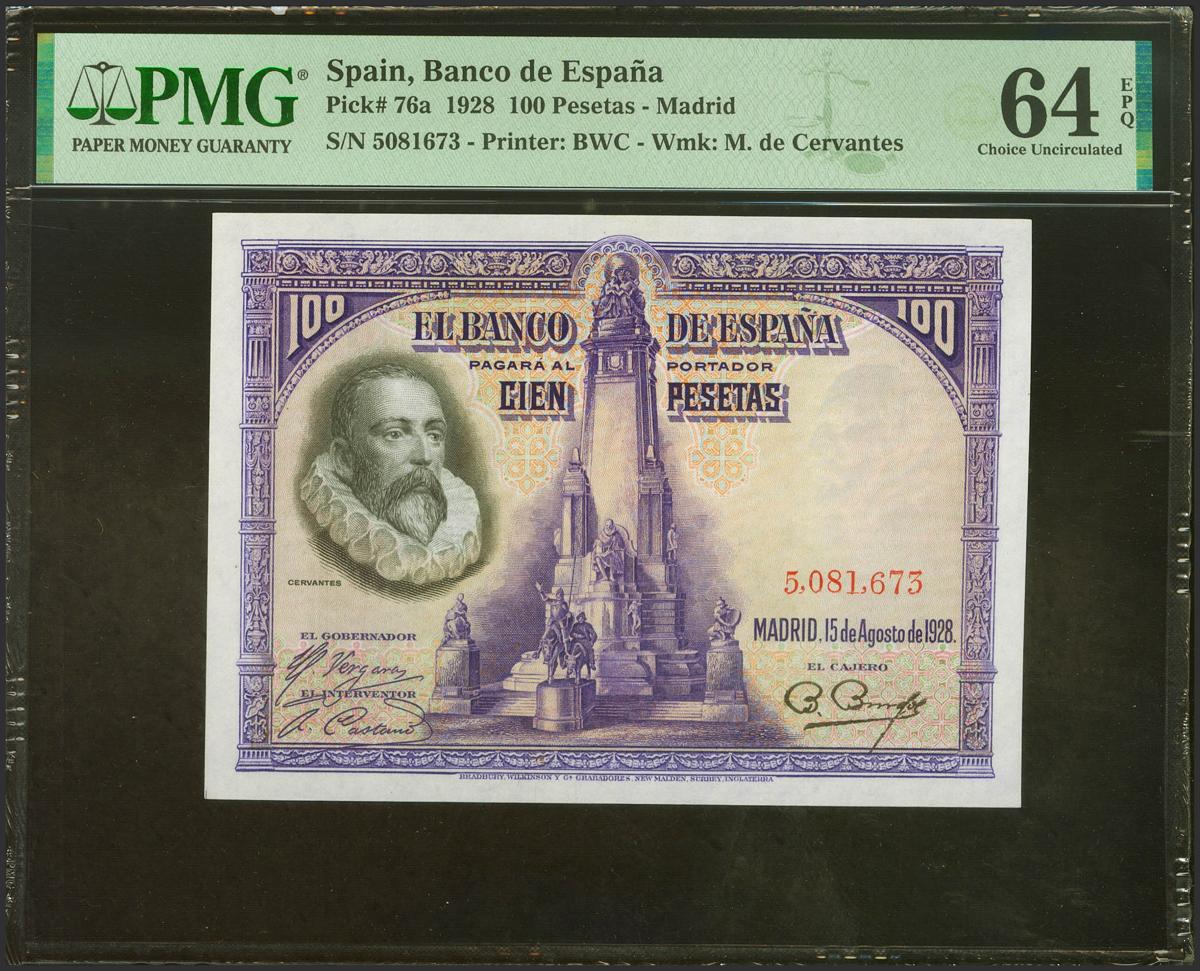 PMG®
PAPER MONEY GUARANTY
Spain, Banco de España
Pick# 76a 1928 100 Pesetas - Madrid
S/N 5081673 - Printer: BWC - Wmk: M. de Cervantes
64 EPQ
Choice Uncirculated
100 100
EL BANCO DE ESPAÑA
PAGARÁ AL PORTADOR
CIEN PESETAS
CERVANTES
5,081,673
MADRID, 15 de Agosto de 1928.
EL GOBERNADOR
Vergara
EL INTERVENTOR
A. Castaño
EL CAJERO
BRADBURY, WILKINSON Y Cª GRABADORES, NEW MALDEN, SURREY, INGLATERRA